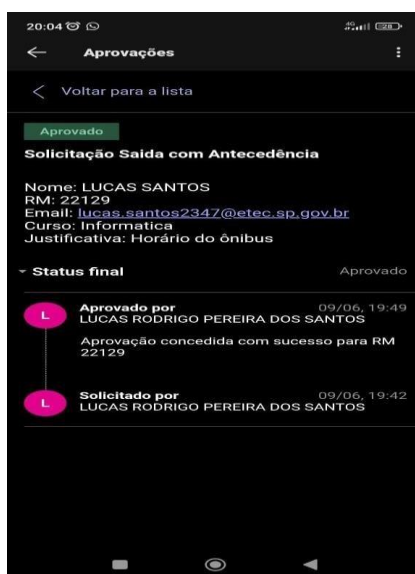 20:04
4G
28
Aprovações
Voltar para a lista
Aprovado
Solicitação Saida com Antecedência
Nome: LUCAS SANTOS
RM: 22129
Email: lucas.santos2347@etec.sp.gov.br
Curso: Informatica
Justificativa: Horário do ônibus
Status final
Aprovado
L
Aprovado por
09/06, 19:49
LUCAS RODRIGO PEREIRA DOS SANTOS
Aprovação concedida com sucesso para RM
22129
L
Solicitado por
09/06, 19:42
LUCAS RODRIGO PEREIRA DOS SANTOS